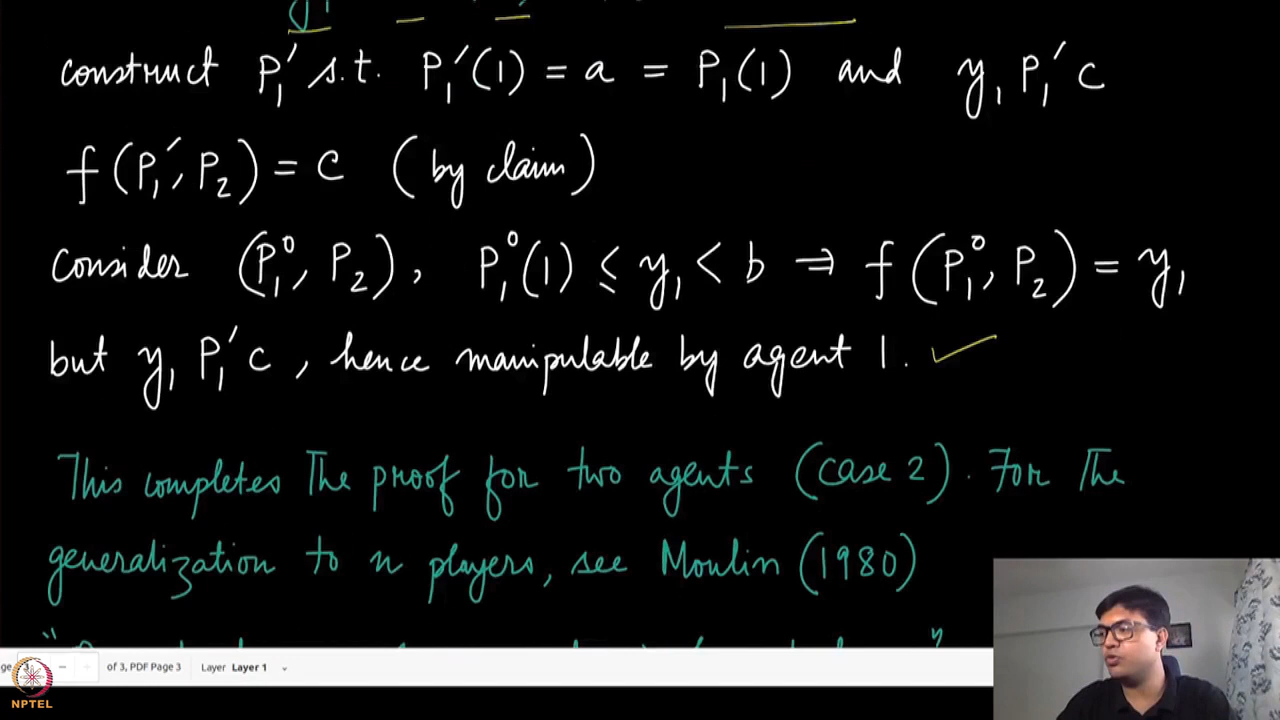 construct P₁' s.t. P₁'(1) = a = P₁(1) and y₁ P₁' c
f(P₁', P₂) = c (by claim)
Consider (P₁⁰, P₂), P₁⁰(1) ≤ y₁ < b ⇒ f(P₁⁰, P₂) = y₁
but y₁ P₁' c, hence manipulable by agent 1.
This completes the proof for two agents (case 2). For the
generalization to n players, see Moulin (1980)
of 3, PDF Page 3 Layer Layer 1
NPTEL